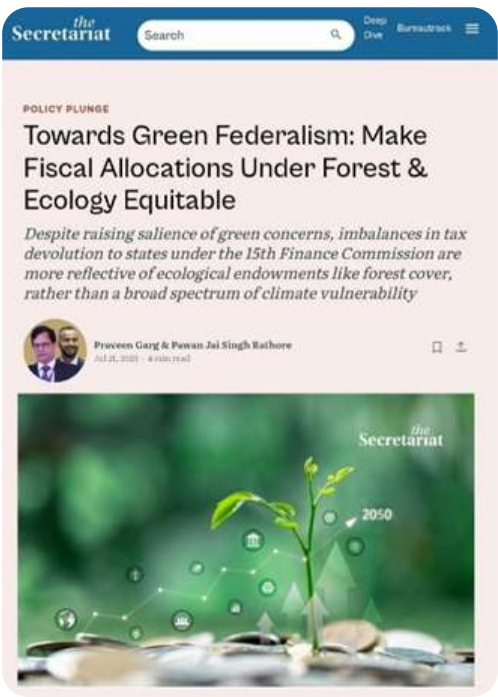 the
Secretariat
Search
Deep
Dive
Bureautrack
POLICY PLUNGE
Towards Green Federalism: Make
Fiscal Allocations Under Forest &
Ecology Equitable
Despite raising salience of green concerns, imbalances in tax
devolution to states under the 15th Finance Commission are
more reflective of ecological endowments like forest cover,
rather than a broad spectrum of climate vulnerability
Praveen Garg & Pawan Jai Singh Rathore
Jul 21, · 4 min read
the
Secretariat
2050